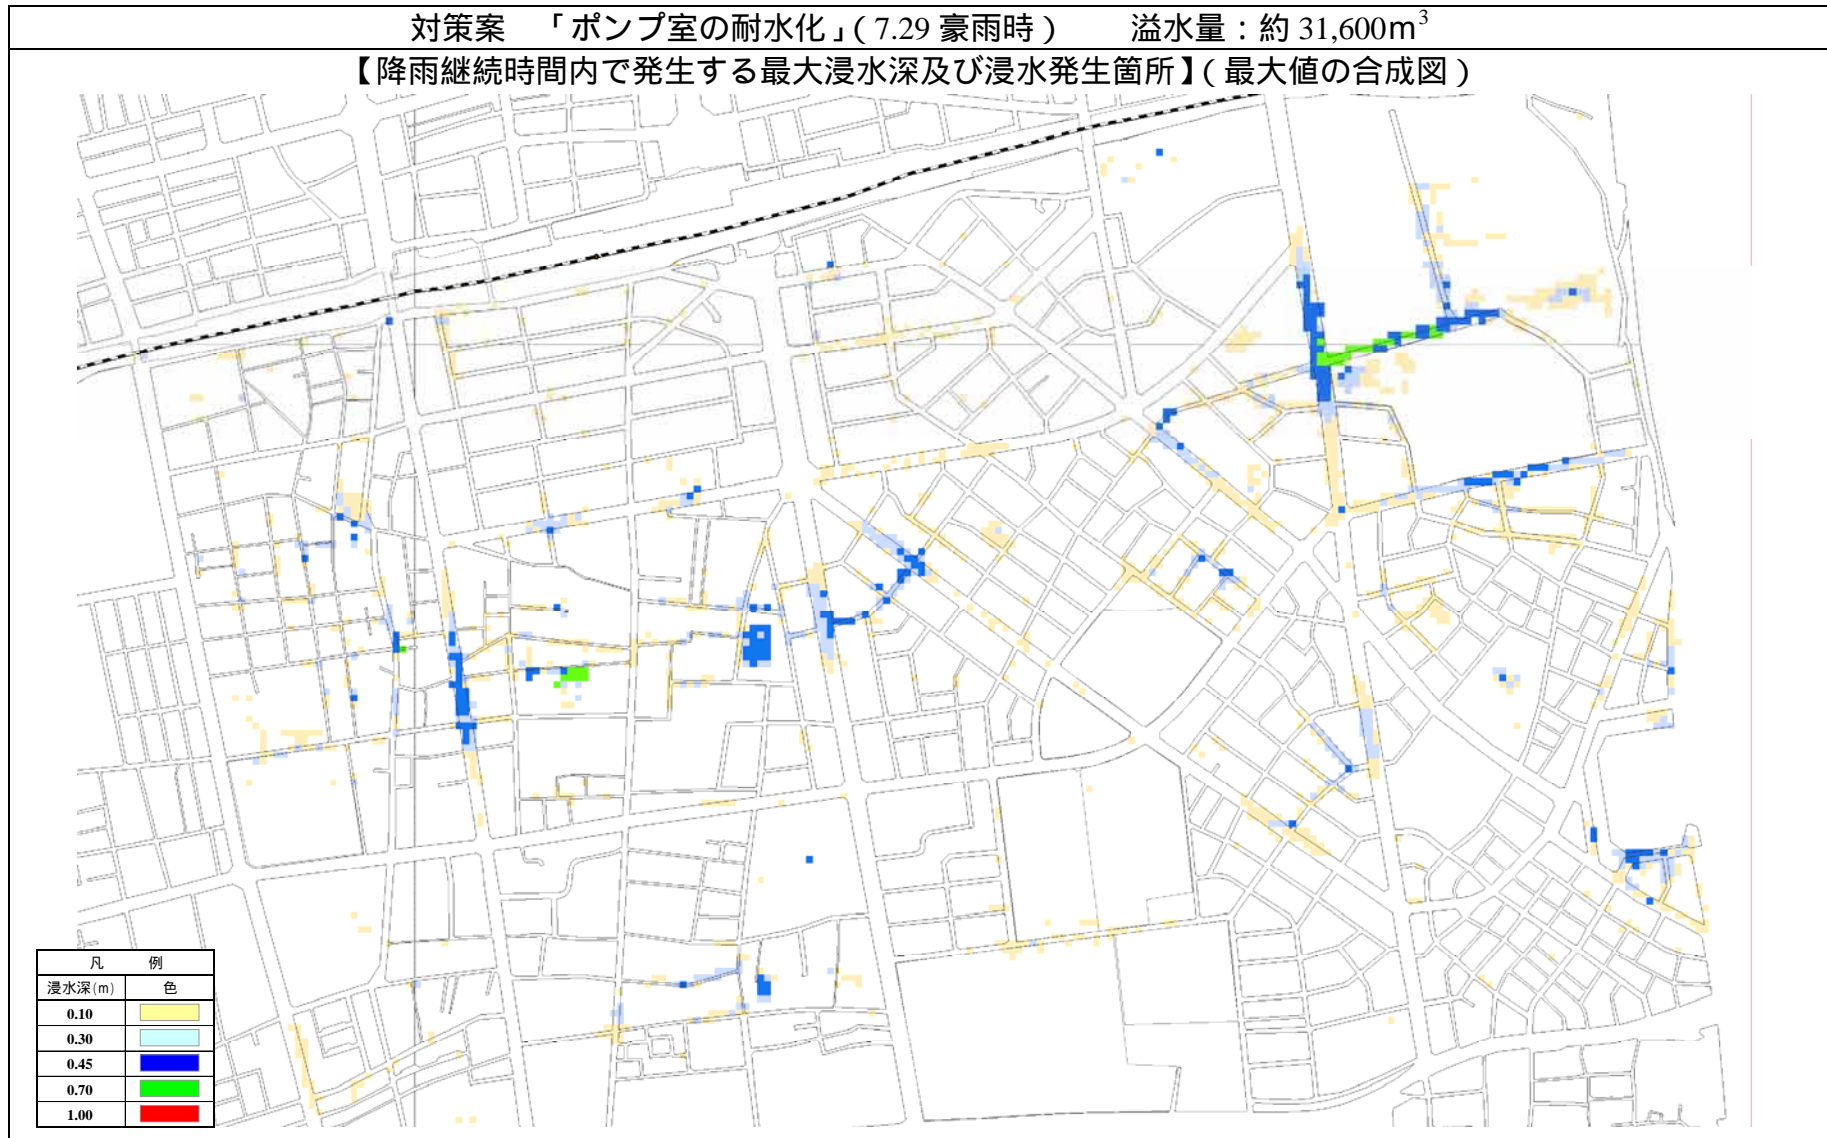 対策案　「ポンプ室の耐水化」（7.29 豪雨時）　溢水量：約 31,600m³
【降雨継続時間内で発生する最大浸水深及び浸水発生箇所】（最大値の合成図）
凡　例
浸水深(m)　色
0.10
0.30
0.45
0.70
1.00